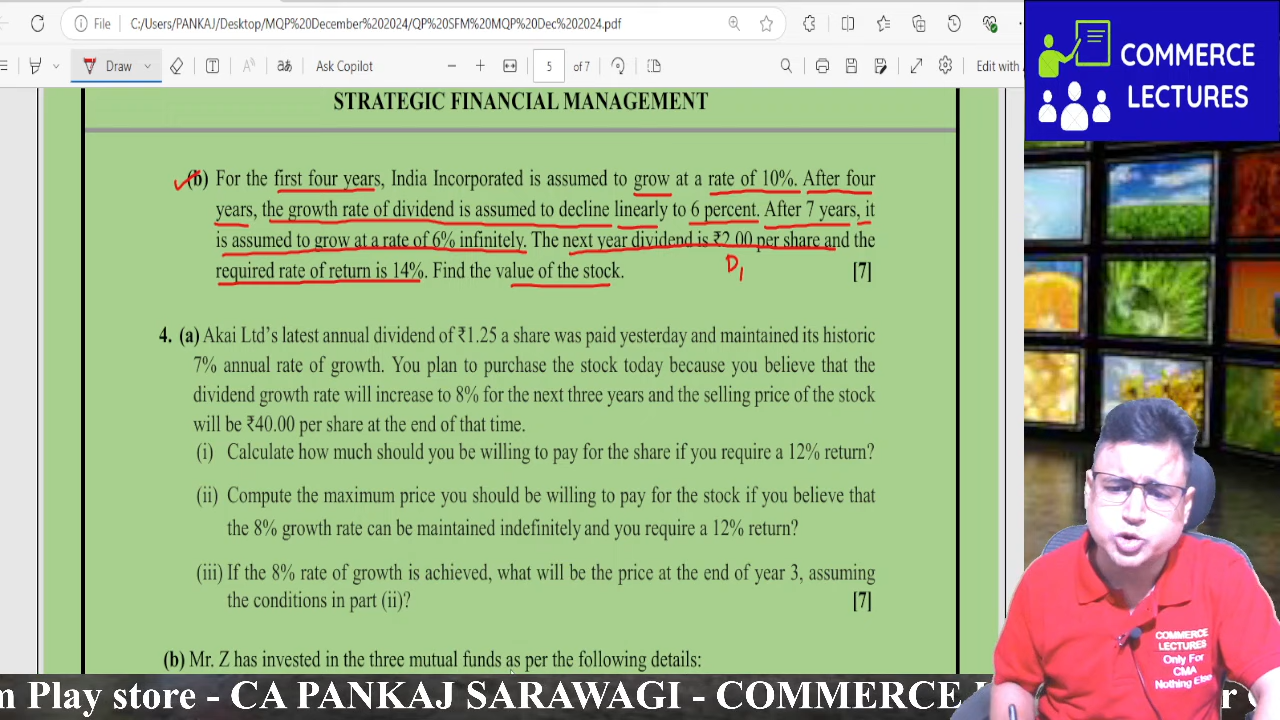 File C:/Users/PANKAJ/Desktop/MQP%20December%202024/QP%20SFM%20MQP%20Dec%202024.pdf
Draw
Ask Copilot
5 of 7
Edit with
STRATEGIC FINANCIAL MANAGEMENT
(b) For the first four years, India Incorporated is assumed to grow at a rate of 10%. After four
years, the growth rate of dividend is assumed to decline linearly to 6 percent. After 7 years, it
is assumed to grow at a rate of 6% infinitely. The next year dividend is ₹2.00 per share and the
required rate of return is 14%. Find the value of the stock. [7]
D1
4. (a) Akai Ltd's latest annual dividend of ₹1.25 a share was paid yesterday and maintained its historic
7% annual rate of growth. You plan to purchase the stock today because you believe that the
dividend growth rate will increase to 8% for the next three years and the selling price of the stock
will be ₹40.00 per share at the end of that time.
(i) Calculate how much should you be willing to pay for the share if you require a 12% return?
(ii) Compute the maximum price you should be willing to pay for the stock if you believe that
the 8% growth rate can be maintained indefinitely and you require a 12% return?
(iii) If the 8% rate of growth is achieved, what will be the price at the end of year 3, assuming
the conditions in part (ii)? [7]
(b) Mr. Z has invested in the three mutual funds as per the following details:
COMMERCE
LECTURES
COMMERCE
LECTURES
Only For
CMA
Nothing Else
m Play store - CA PANKAJ SARAWAGI - COMMERCE L